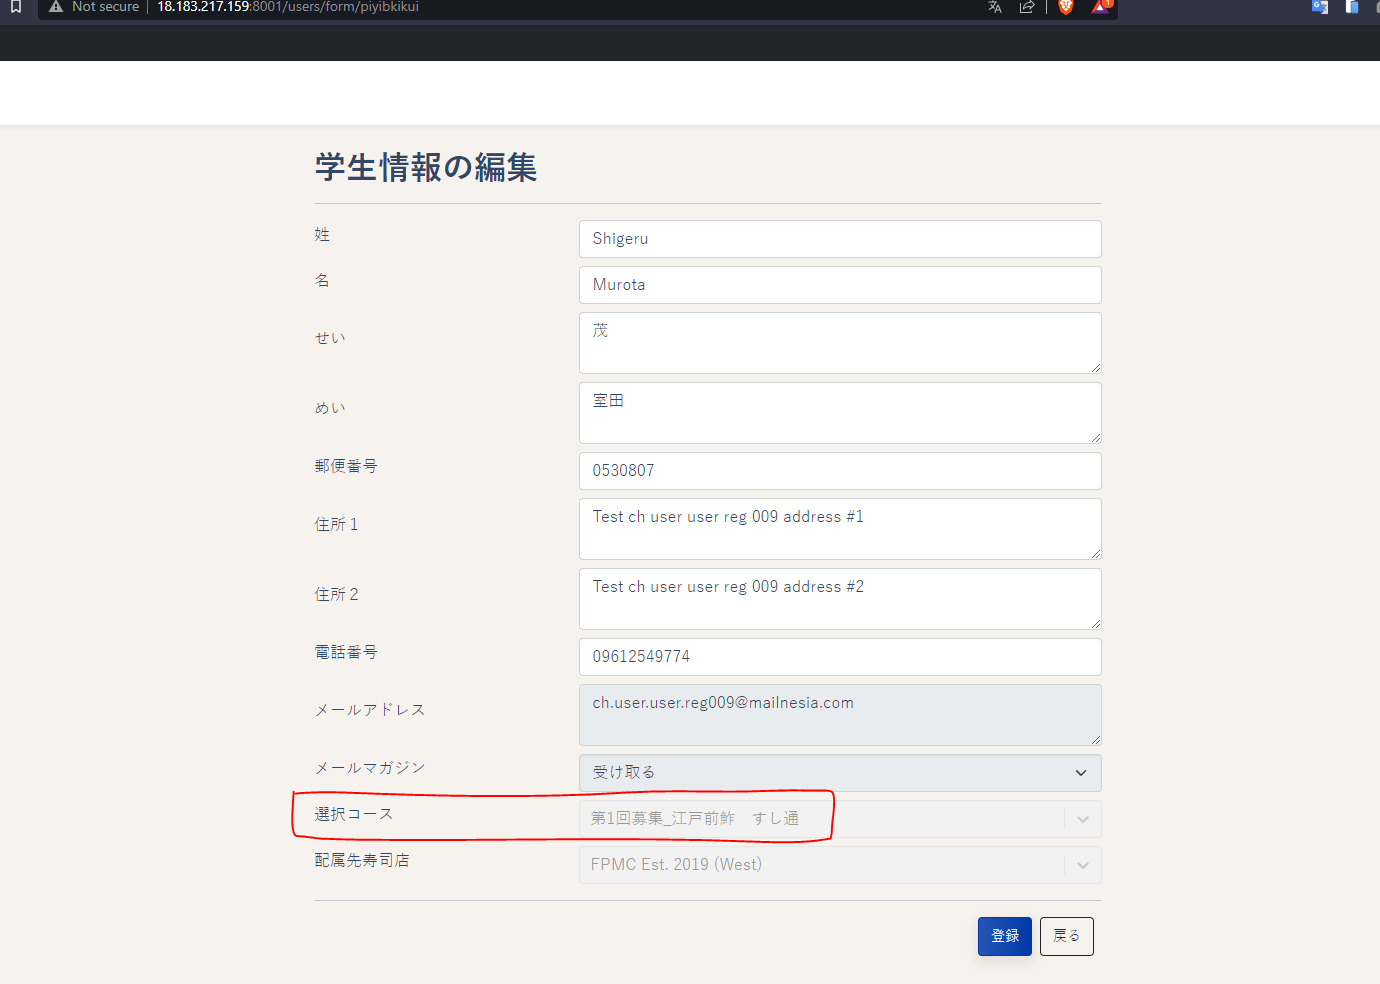 Not secure 18.183.217.159:8001/users/form/piyibkikui
1
学生情報の編集
姓 Shigeru
名 Murota
せい 茂
めい 室田
郵便番号 0530807
住所１ Test ch user user reg 009 address #1
住所２ Test ch user user reg 009 address #2
電話番号 09612549774
メールアドレス ch.user.user.reg009@mailnesia.com
メールマガジン 受け取る
選択コース 第1回募集_江戸前鮓　すし通
配属先寿司店 FPMC Est. 2019 (West)
登録 戻る